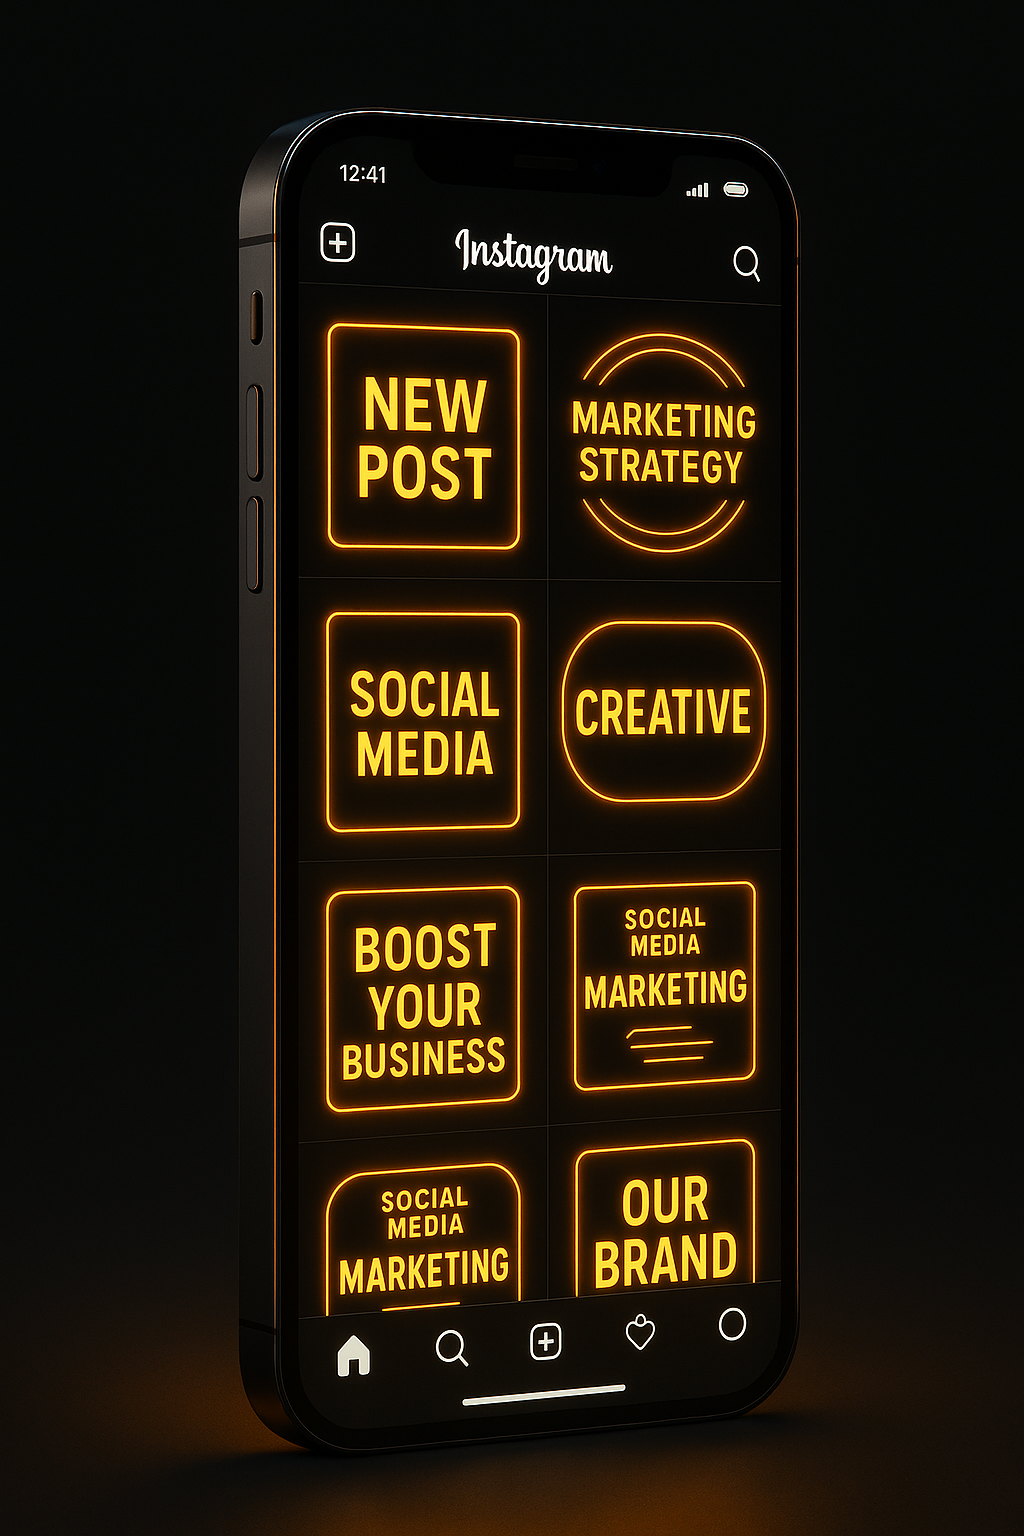 12:41
Instagram
NEW
POST
MARKETING
STRATEGY
SOCIAL
MEDIA
CREATIVE
BOOST
YOUR
BUSINESS
SOCIAL
MEDIA
MARKETING
SOCIAL
MEDIA
MARKETING
OUR
BRAND